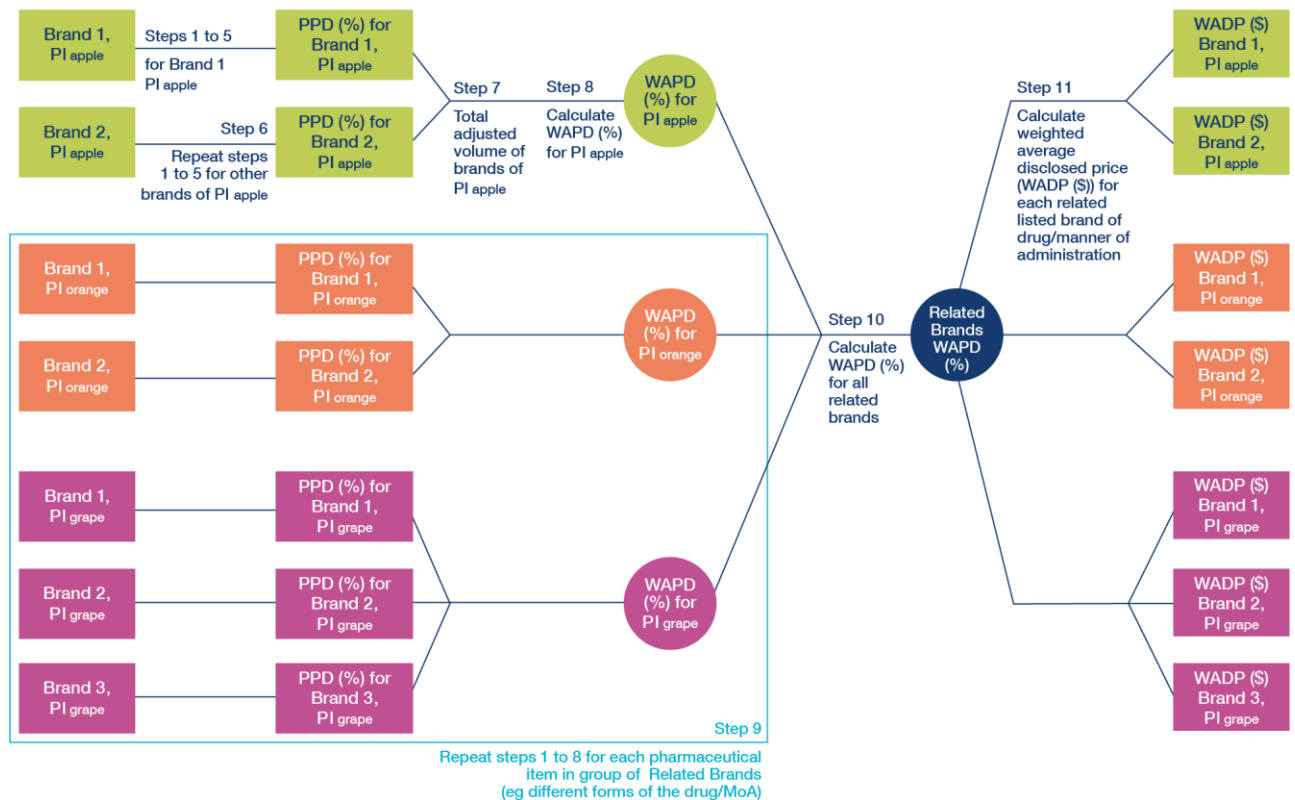 Brand 1,
PI apple
Steps 1 to 5
for Brand 1
PI apple
PPD (%) for
Brand 1,
PI apple
Brand 2,
PI apple
Step 6
Repeat steps
1 to 5 for other
brands of PI apple
PPD (%) for
Brand 2,
PI apple
Step 7
Total
adjusted
volume of
brands of
PI apple
Step 8
Calculate
WAPD (%)
for PI apple
WAPD
(%) for
PI apple
Brand 1,
PI orange
PPD (%) for
Brand 1,
PI orange
Brand 2,
PI orange
PPD (%) for
Brand 2,
PI orange
WAPD
(%) for
PI orange
Brand 1,
PI grape
PPD (%) for
Brand 1,
PI grape
Brand 2,
PI grape
PPD (%) for
Brand 2,
PI grape
Brand 3,
PI grape
PPD (%) for
Brand 3,
PI grape
WAPD
(%) for
PI grape
Step 9
Repeat steps 1 to 8 for each pharmaceutical
item in group of Related Brands
(eg different forms of the drug/MoA)
Step 10
Calculate
WAPD (%)
for all
related
brands
Related
Brands
WAPD
(%)
Step 11
Calculate
weighted
average
disclosed price
(WADP ($)) for
each related
listed brand of
drug/manner of
administration
WADP ($)
Brand 1,
PI apple
WADP ($)
Brand 2,
PI apple
WADP ($)
Brand 1,
PI orange
WADP ($)
Brand 2,
PI orange
WADP ($)
Brand 1,
PI grape
WADP ($)
Brand 2,
PI grape
WADP ($)
Brand 3,
PI grape